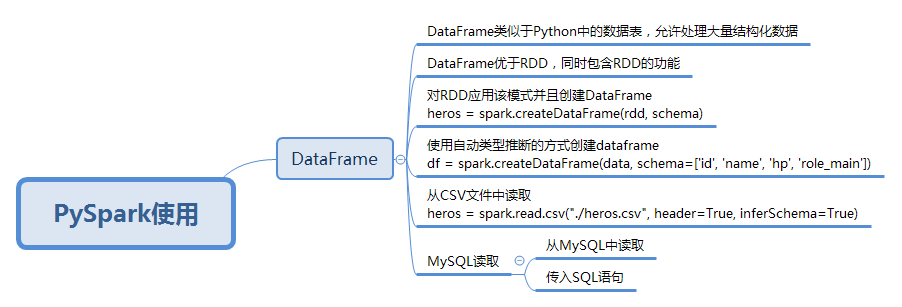 DataFrame类似于Python中的数据表，允许处理大量结构化数据
DataFrame优于RDD，同时包含RDD的功能
对RDD应用该模式并且创建DataFrame
heros = spark.createDataFrame(rdd, schema)
DataFrame
使用自动类型推断的方式创建dataframe
df = spark.createDataFrame(data, schema=['id', 'name', 'hp', 'role_main'])
PySpark使用
从CSV文件中读取
heros = spark.read.csv("./heros.csv", header=True, inferSchema=True)
MySQL读取
从MySQL中读取
传入SQL语句